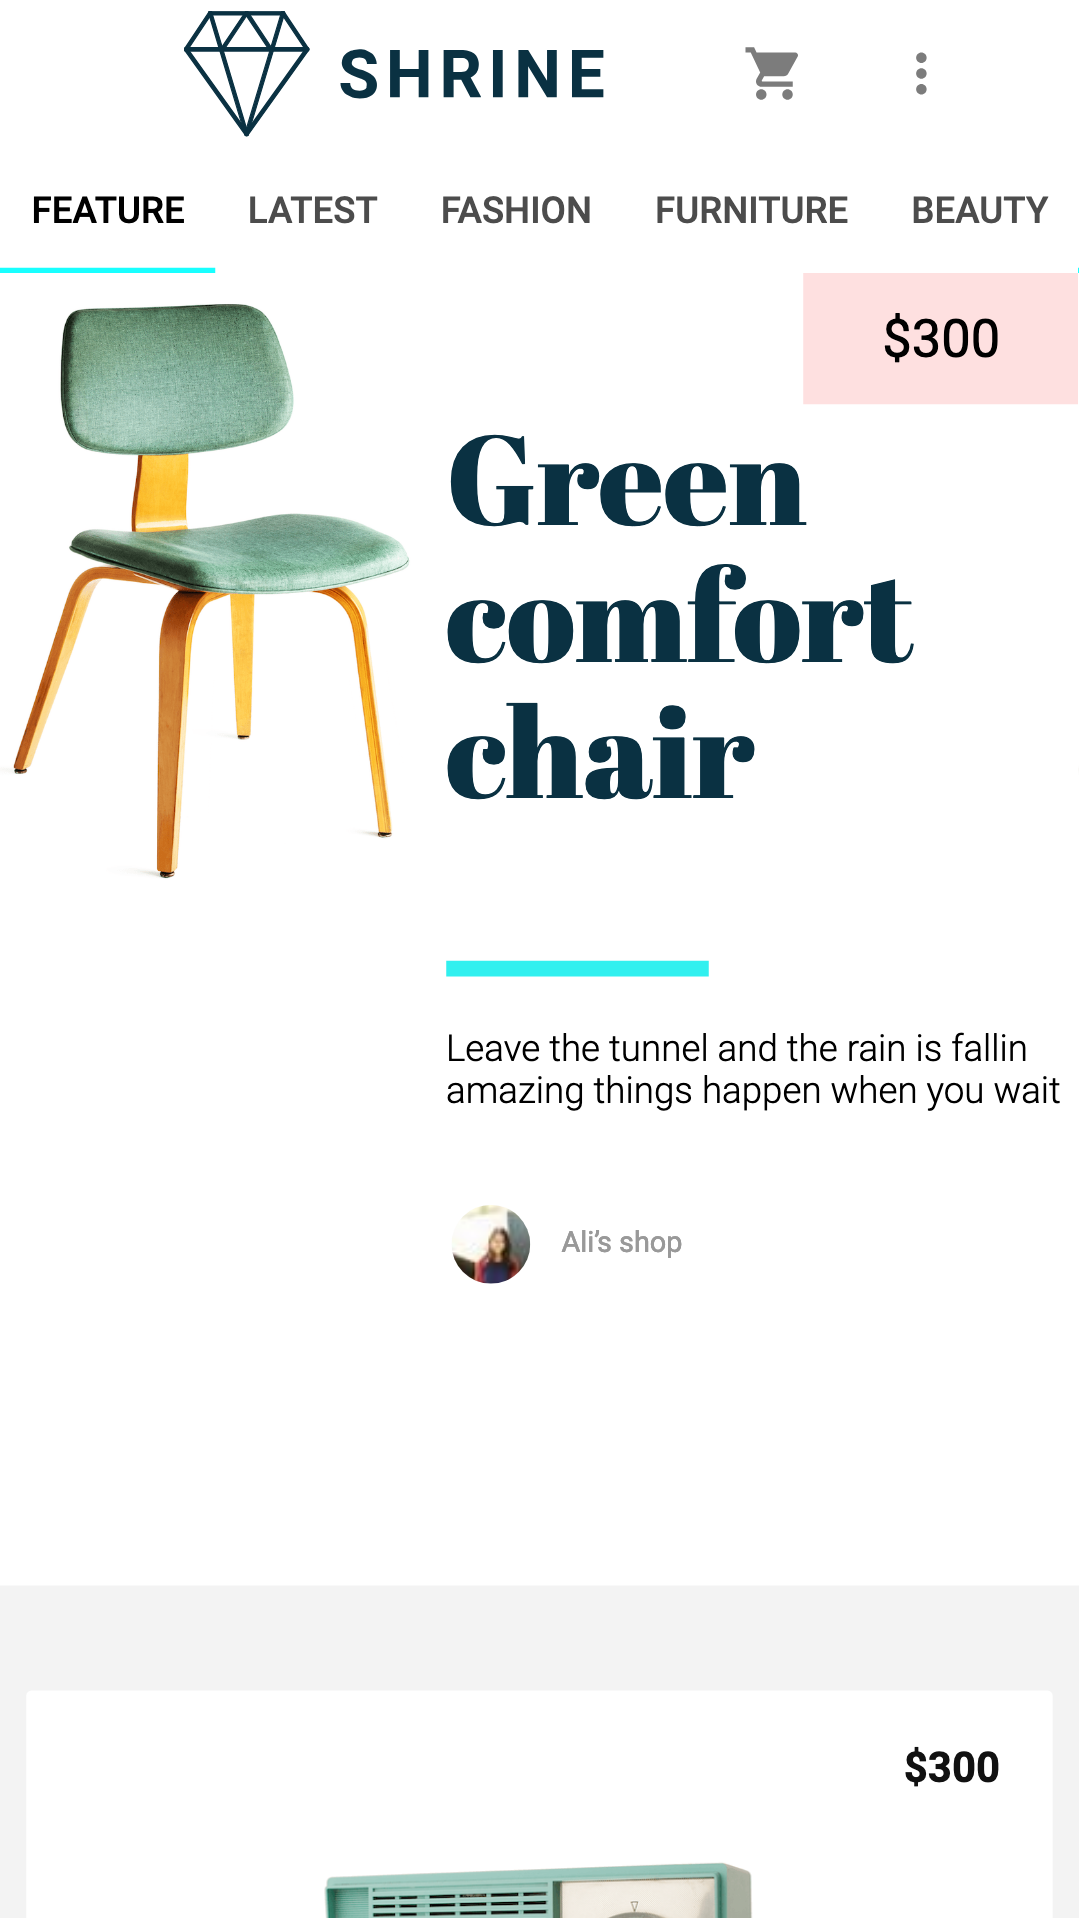 SHRINE
FEATURE LATEST FASHION FURNITURE BEAUTY
$300
Green
comfort
chair
Leave the tunnel and the rain is fallin
amazing things happen when you wait
Ali’s shop
$300